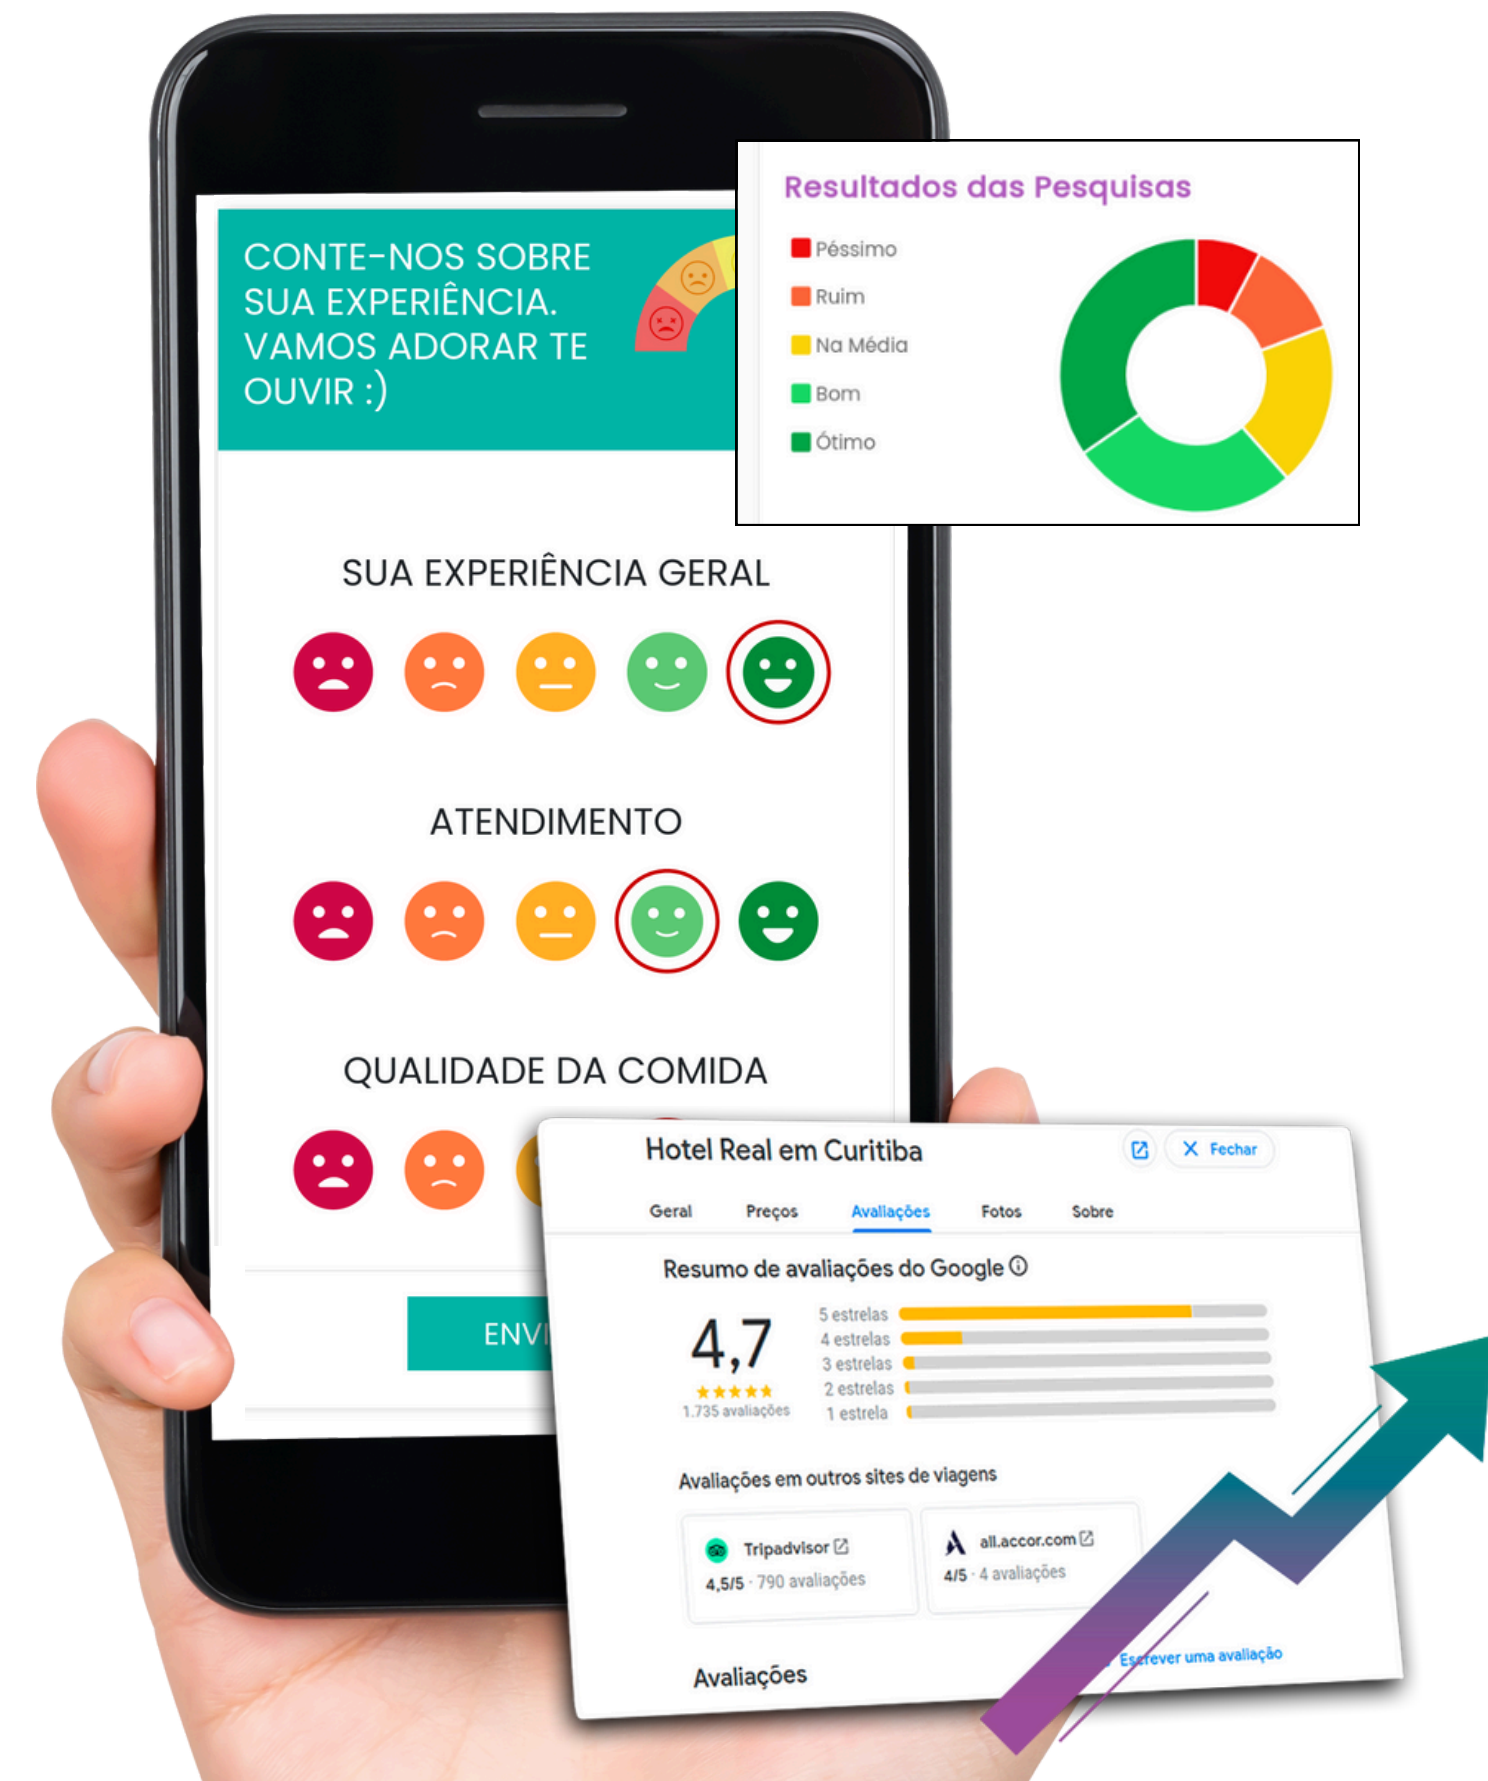 CONTE-NOS SOBRE
SUA EXPERIÊNCIA.
VAMOS ADORAR TE
OUVIR :)
Resultados das Pesquisas
Péssimo
Ruim
Na Média
Bom
Ótimo
SUA EXPERIÊNCIA GERAL
ATENDIMENTO
QUALIDADE DA COMIDA
ENVI
Hotel Real em Curitiba
Fechar
Geral Preços Avaliações Fotos Sobre
Resumo de avaliações do Google
4,7
1.735 avaliações
5 estrelas
4 estrelas
3 estrelas
2 estrelas
1 estrela
Avaliações em outros sites de viagens
Tripadvisor
4,5/5 · 790 avaliações
all.accor.com
4/5 · 4 avaliações
Avaliações
Escrever uma avaliação